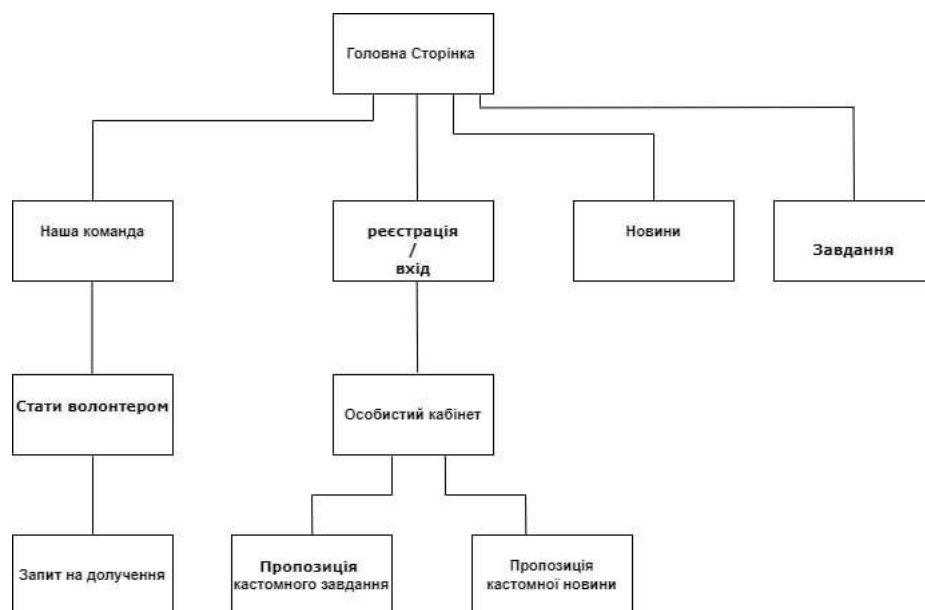 Головна Сторінка
Наша команда
реєстрація
/
вхід
Новини
Завдання
Стати волонтером
Особистий кабінет
Запит на долучення
Пропозиція
кастомного завдання
Пропозиція
кастомної новини